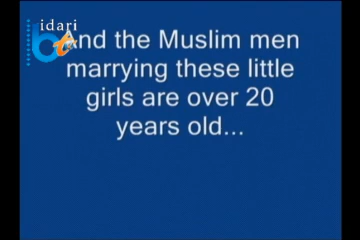 idari
And the Muslim men
marrying these little
girls are over 20
years old...